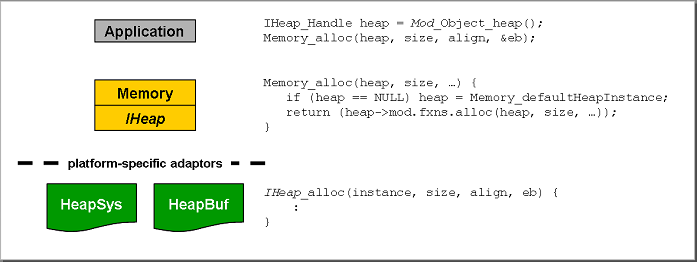 Application
IHeap_Handle heap = Mod_Object_heap();
Memory_alloc(heap, size, align, &eb);
Memory
IHeap
Memory_alloc(heap, size, …) {
if (heap == NULL) heap = Memory_defaultHeapInstance;
return (heap->mod.fxns.alloc(heap, size, …));
}
platform-specific adaptors
HeapSys
HeapBuf
IHeap_alloc(instance, size, align, eb) {
:
}